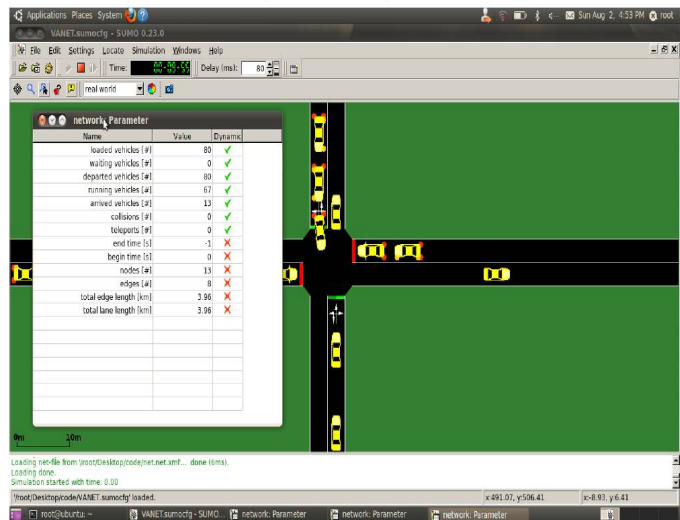 Applications Places System
Sun Aug 2, 4:53 PM root
VANET.sumocfg - SUMO 0.23.0
File Edit Settings Locate Simulation Windows Help
Time: 00:09:55 Delay (ms): 80
real world
network: Parameter
Name Value Dynamic
loaded vehicles [#] 80
waiting vehicles [#] 0
departed vehicles [#] 80
running vehicles [#] 67
arrived vehicles [#] 13
collisions [#] 0
teleports [#] 0
end time [s] -1
begin time [s] 0
nodes [#] 13
edges [#] 8
total edge length [km] 3.96
total lane length [km] 3.96
0m 10m
Loading net-file from '/root/Desktop/code/net.net.xml'... done (6ms).
Loading done.
Simulation started with time: 0.00
'/root/Desktop/code/VANET.sumocfg' loaded.
x:491.07, y:506.41
x:-8.93, y:6.41
root@ubuntu: ~ VANET.sumocfg - SUMO... network: Parameter network: Parameter network: Parameter